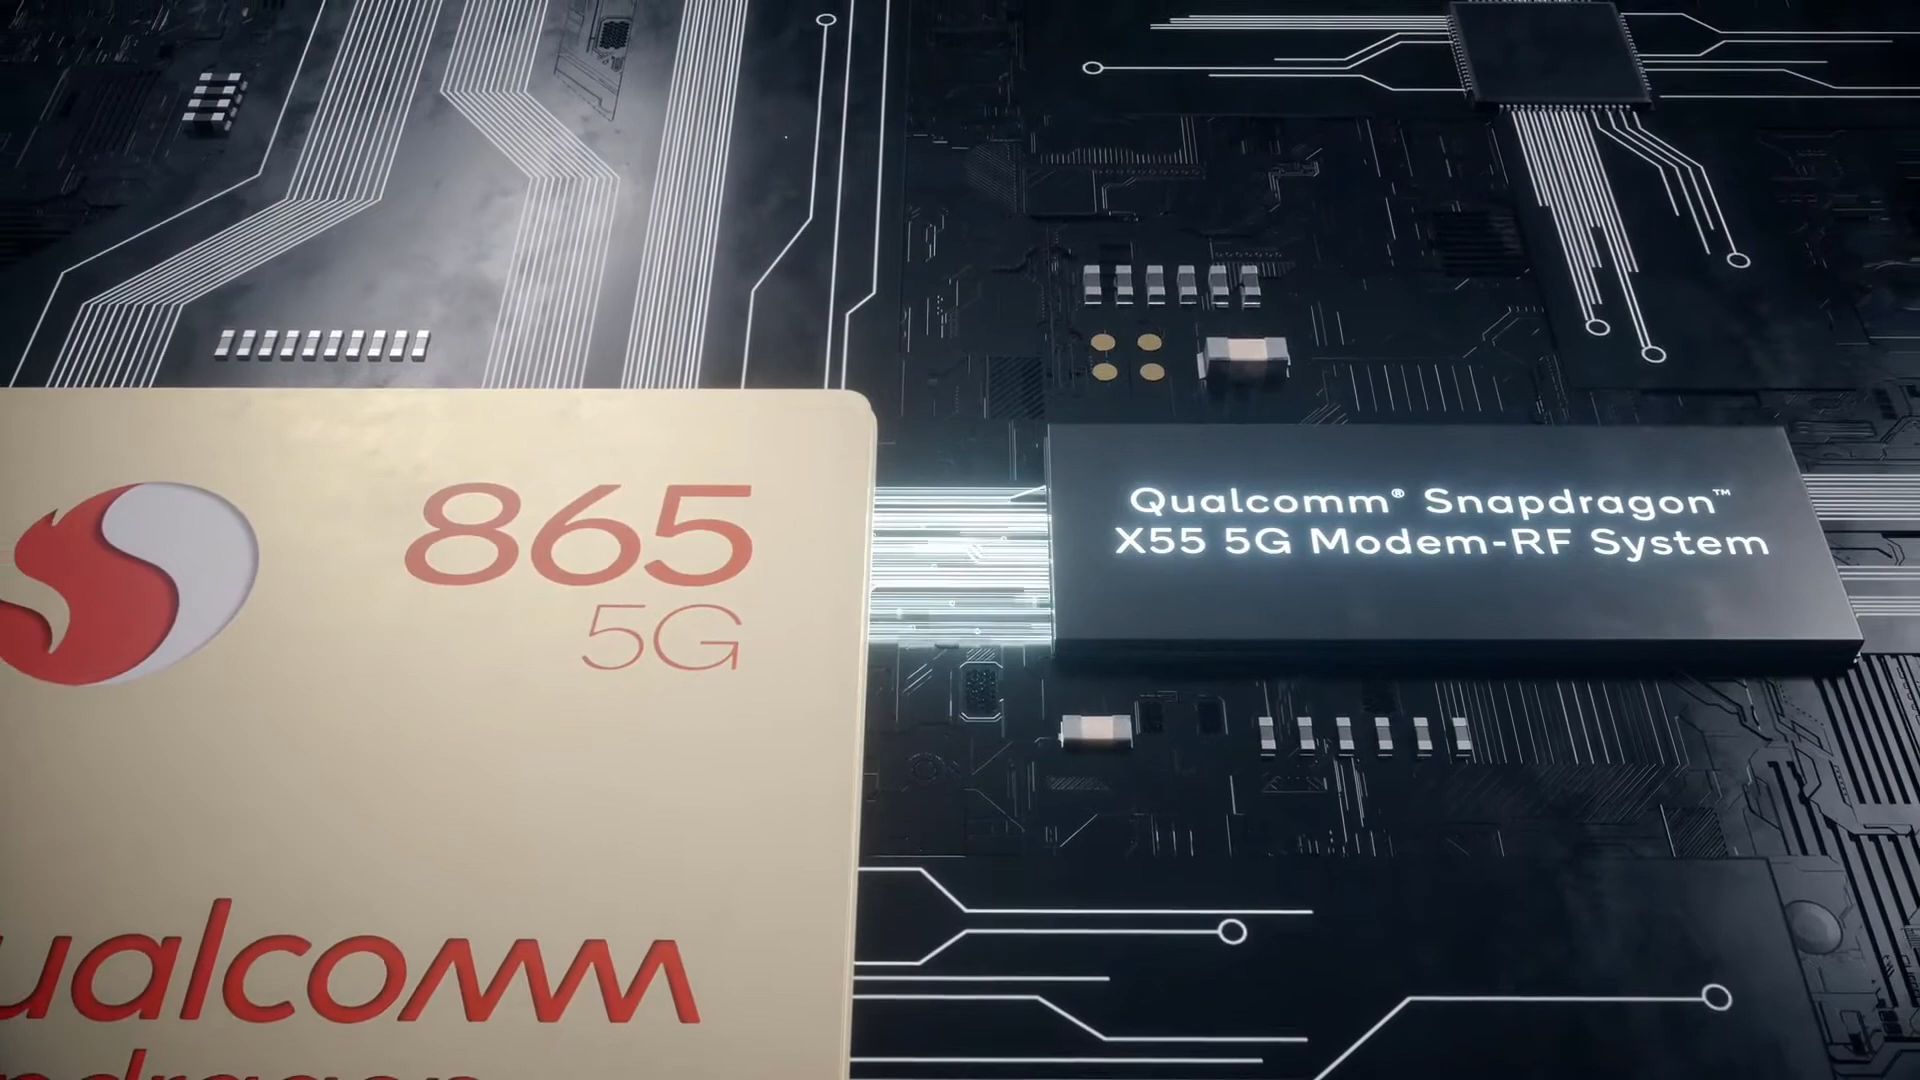 865
5G
ualcomm
Qualcomm® Snapdragon™
X55 5G Modem-RF System